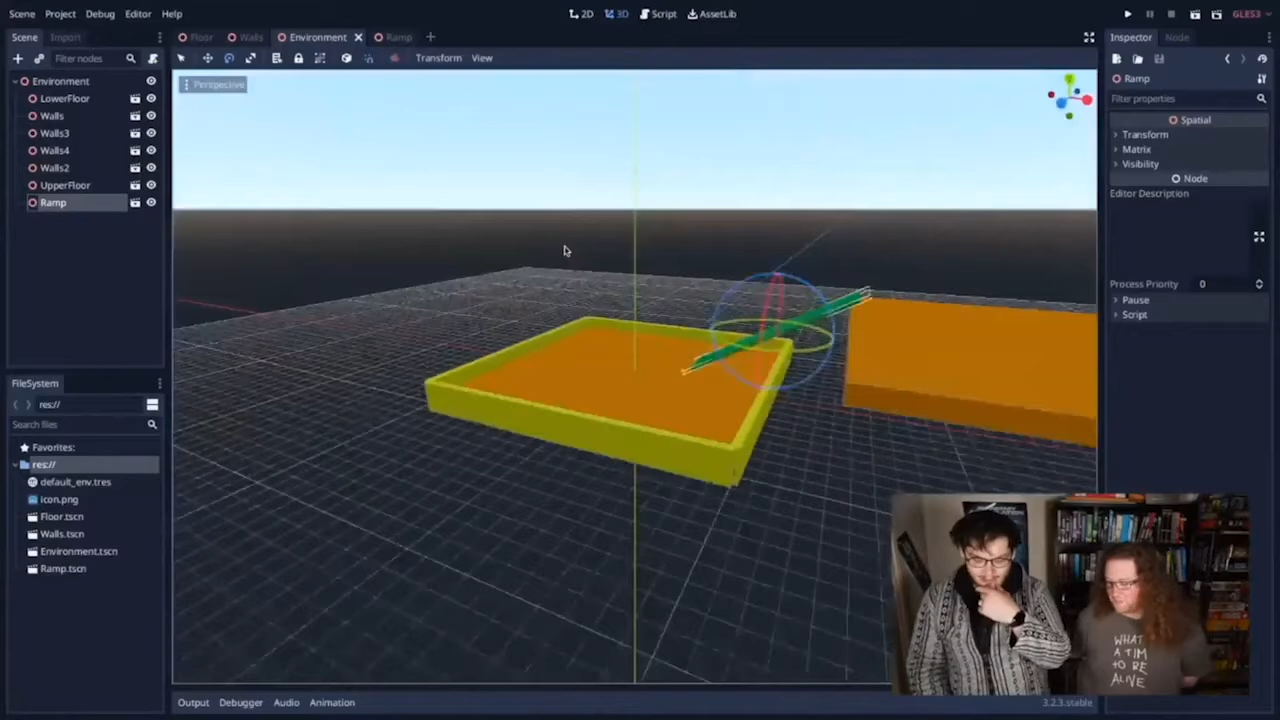 Scene Project Debug Editor Help
2D 3D Script AssetLib
GLES3
Scene Import
Floor Walls Environment Ramp
Inspector Node
Filter nodes
Transform View
Environment
LowerFloor
Walls
Walls3
Walls4
Walls2
UpperFloor
Ramp
Perspective
Ramp
Filter properties
Spatial
Transform
Matrix
Visibility
Node
Editor Description
Process Priority 0
Pause
Script
FileSystem
res://
Search files
Favorites:
res://
default_env.tres
icon.png
Floor.tscn
Walls.tscn
Environment.tscn
Ramp.tscn
WHAT
A TIM
TO BE
ALIVE
Output Debugger Audio Animation
3.2.3.stable